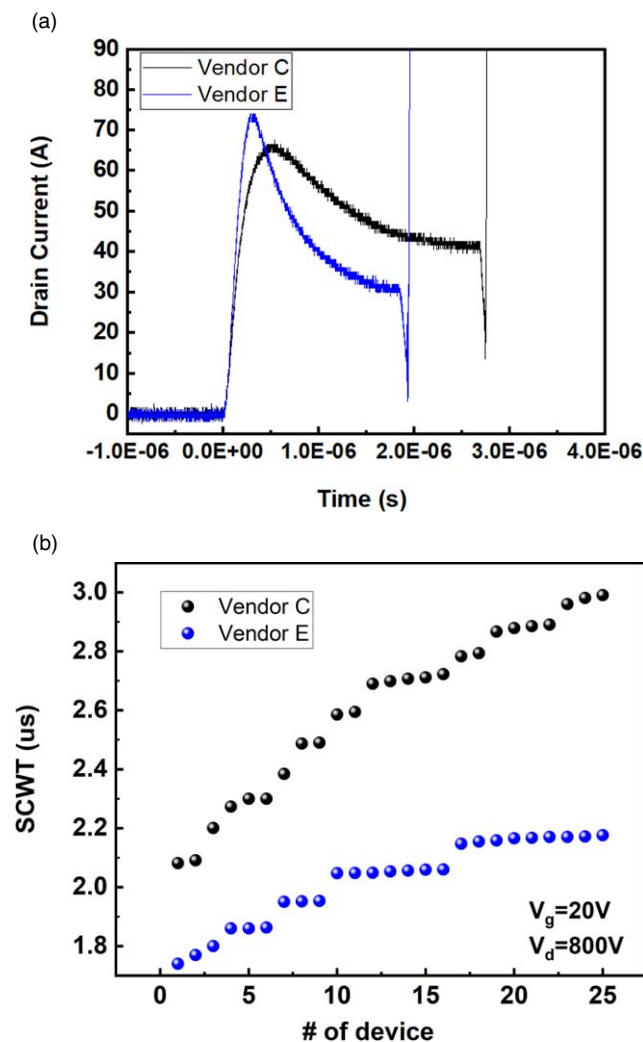 (a)
Vendor C
Vendor E
90
80
70
60
50
40
30
20
10
0
Drain Current (A)
-1.0E-06 0.0E+00 1.0E-06 2.0E-06 3.0E-06 4.0E-06
Time (s)
(b)
Vendor C
Vendor E
3.0
2.8
2.6
2.4
2.2
2.0
1.8
SCWT (us)
V_g=20V
V_d=800V
0 5 10 15 20 25
# of device